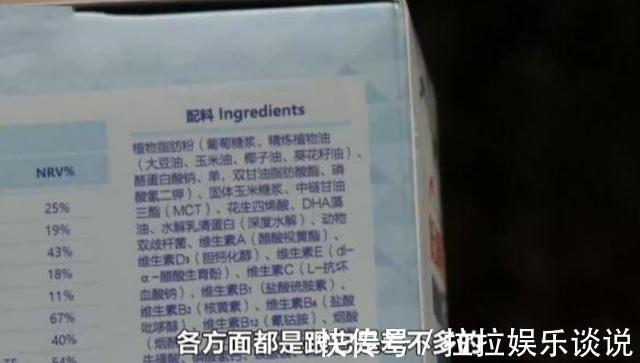 配料 Ingredients
植物脂肪粉（葡萄糖浆、精炼植物油
（大豆油、玉米油、椰子油、葵花籽油）、
酪蛋白酸钠、单，双甘油脂肪酸酯、磷
酸氢二钾）、固体玉米糖浆、中链甘油
三酯（MCT）、花生四烯酸、DHA藻
油、水解乳清蛋白（深度水解）、动物
双歧杆菌、维生素A（醋酸视黄酯）、
维生素D₃（胆钙化醇）、维生素E（dl-
α-醋酸生育酚）、维生素C（L-抗坏
血酸钠）、维生素B₁（盐酸硫胺素）、
维生素B₂（核黄素）、维生素B₆（盐酸
吡哆醇）、维生素B₁₂（氰钴胺）、烟酸
（烟酰
NRV%
25%
19%
43%
18%
11%
67%
40%
54%
各方面都是跟
差不多的
快传号/拉拉娱乐谈说